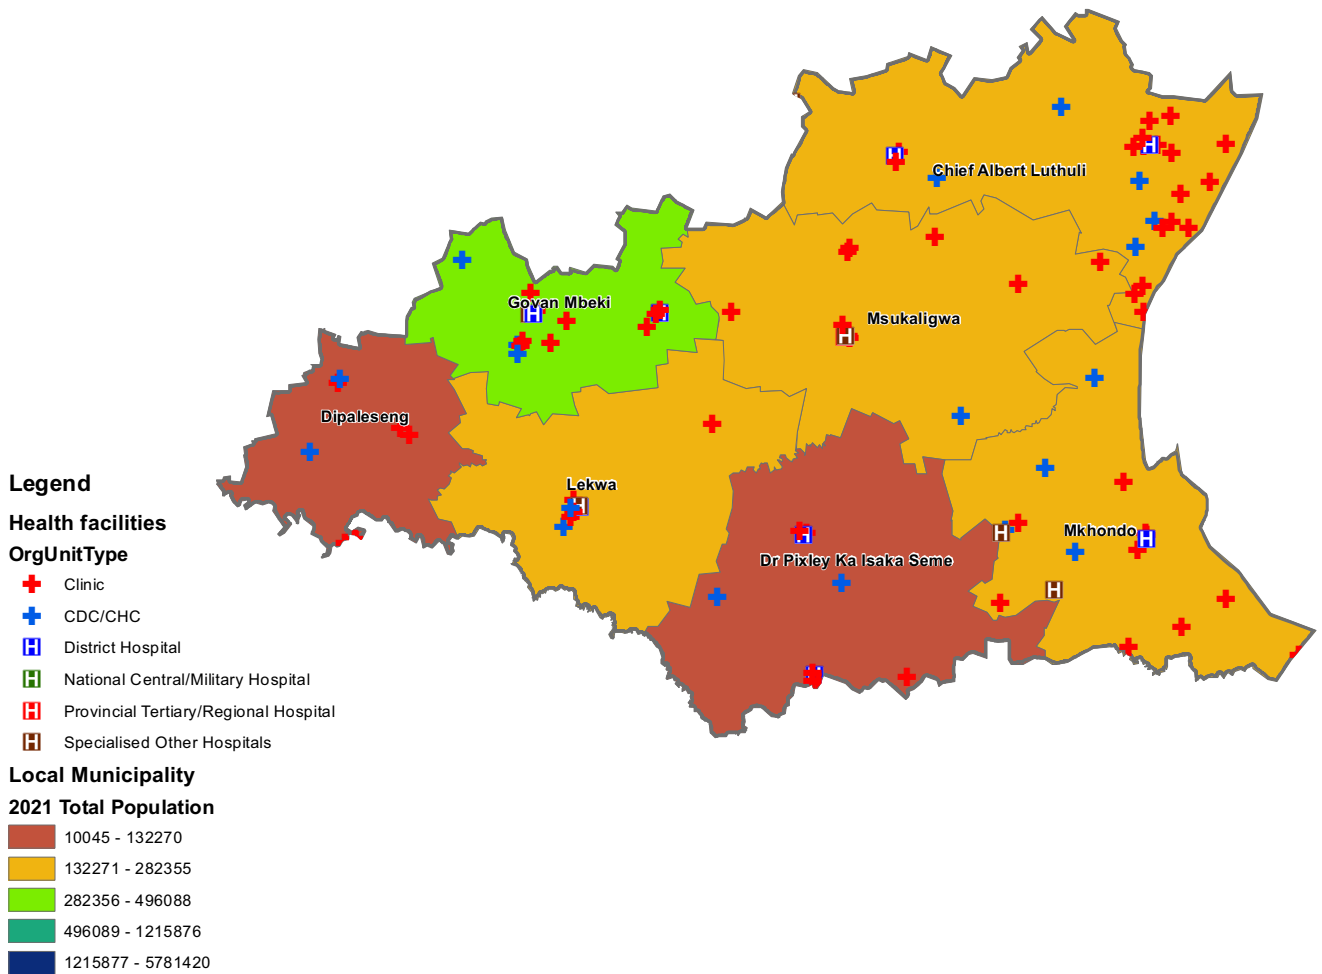 Chief Albert Luthuli
Govan Mbeki
Msukaligwa
Dipaleseng
Lekwa
Mkhondo
Dr Pixley Ka Isaka Seme
Legend
Health facilities
OrgUnitType
Clinic
CDC/CHC
H District Hospital
H National Central/Military Hospital
H Provincial Tertiary/Regional Hospital
H Specialised Other Hospitals
Local Municipality
2021 Total Population
10045 - 132270
132271 - 282355
282356 - 496088
496089 - 1215876
1215877 - 5781420